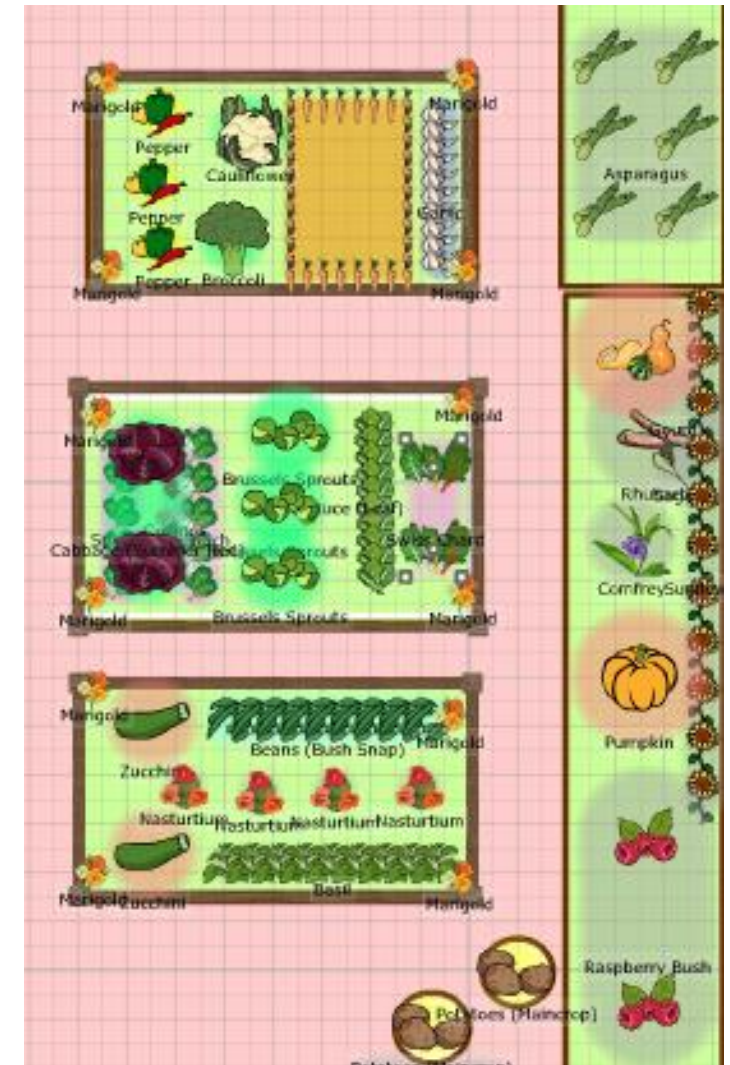 Marigold
Marigold
Pepper
Cauliflower
Asparagus
Pepper
Garlic
Pepper
Broccoli
Marigold
Marigold
Marigold
Marigold
Brussels Sprouts
Swiss Chard
Brussels Sprouts
Marigold
Brussels Sprouts
Marigold
Comfrey
Marigold
Beans (Bush Snap)
Marigold
Pumpkin
Zucchini
Nasturtium
Nasturtium
Nasturtium
Nasturtium
Basil
Marigold
Zucchini
Marigold
Raspberry Bush
Potatoes (Maincrop)